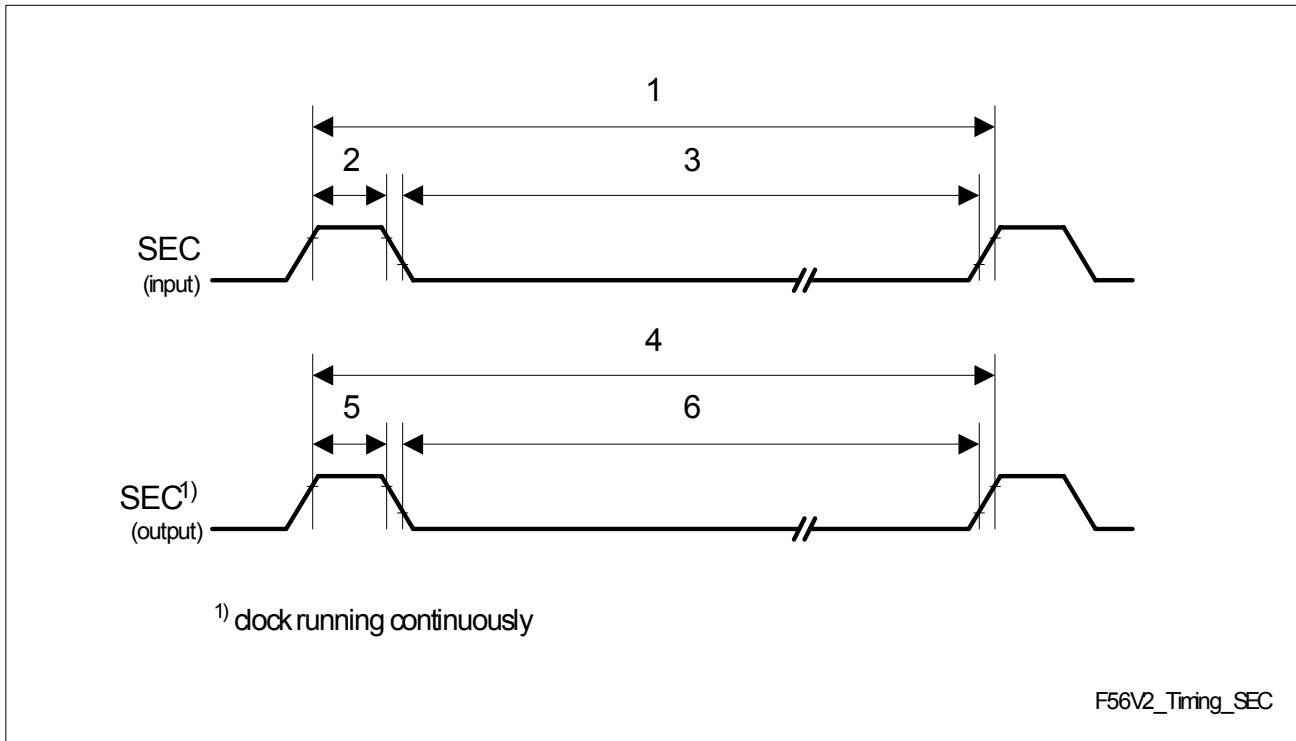 1
2 3
SEC
(input)
4
5 6
SEC1)
(output)
1) clock running continuously
F56V2_Timing_SEC